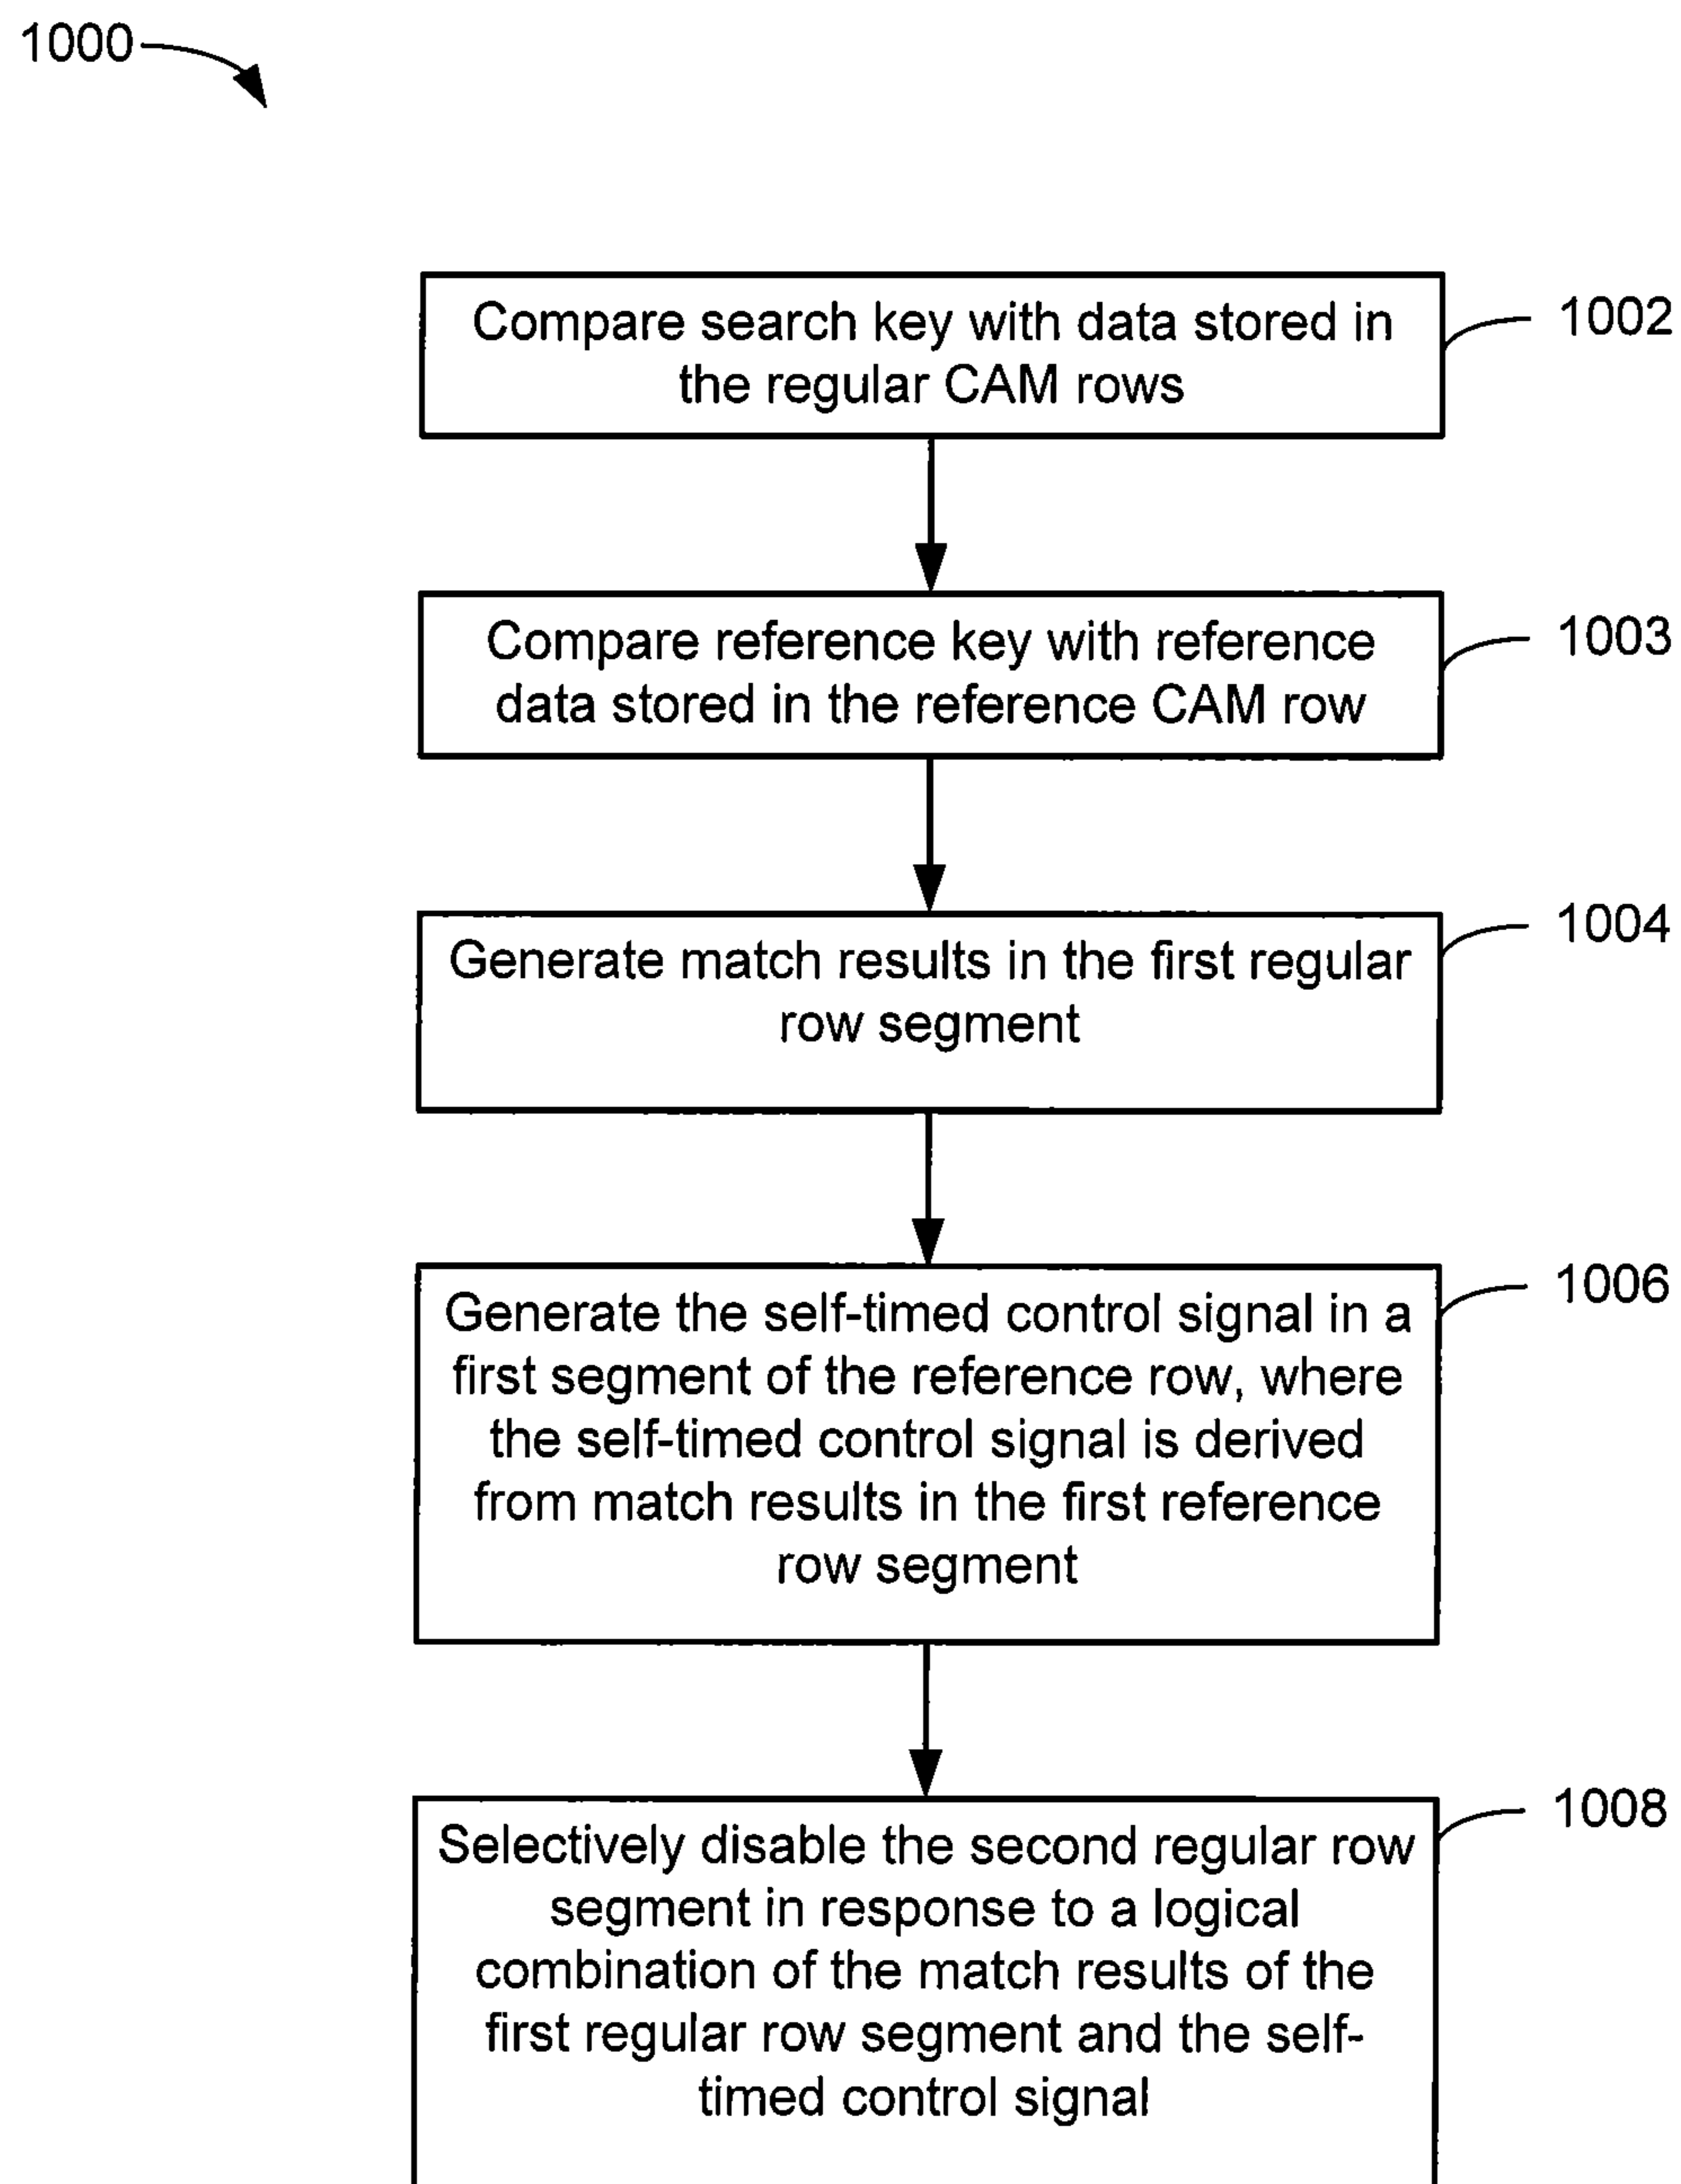 1000
Compare search key with data stored in
the regular CAM rows
1002
Compare reference key with reference
data stored in the reference CAM row
1003
Generate match results in the first regular
row segment
1004
Generate the self-timed control signal in a
first segment of the reference row, where
the self-timed control signal is derived
from match results in the first reference
row segment
1006
Selectively disable the second regular row
segment in response to a logical
combination of the match results of the
first regular row segment and the self-
timed control signal
1008